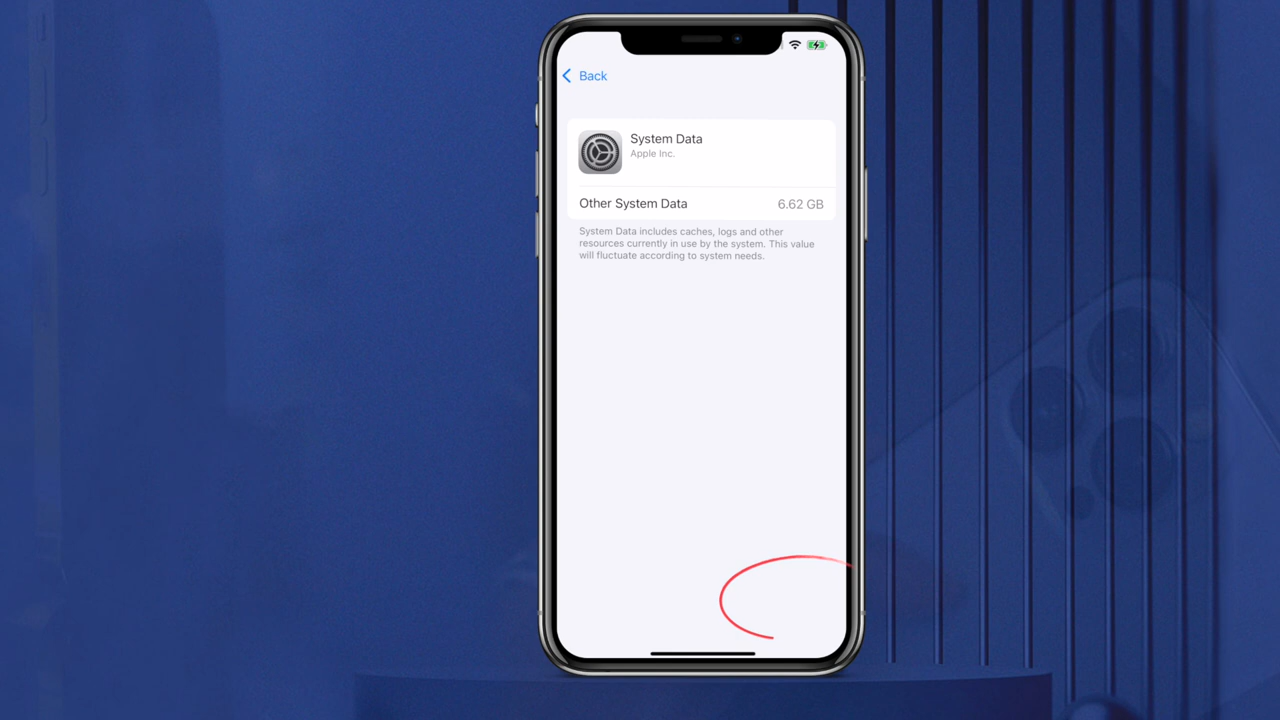 Back
System Data
Apple Inc.
Other System Data 6.62 GB
System Data includes caches, logs and other
resources currently in use by the system. This value
will fluctuate according to system needs.